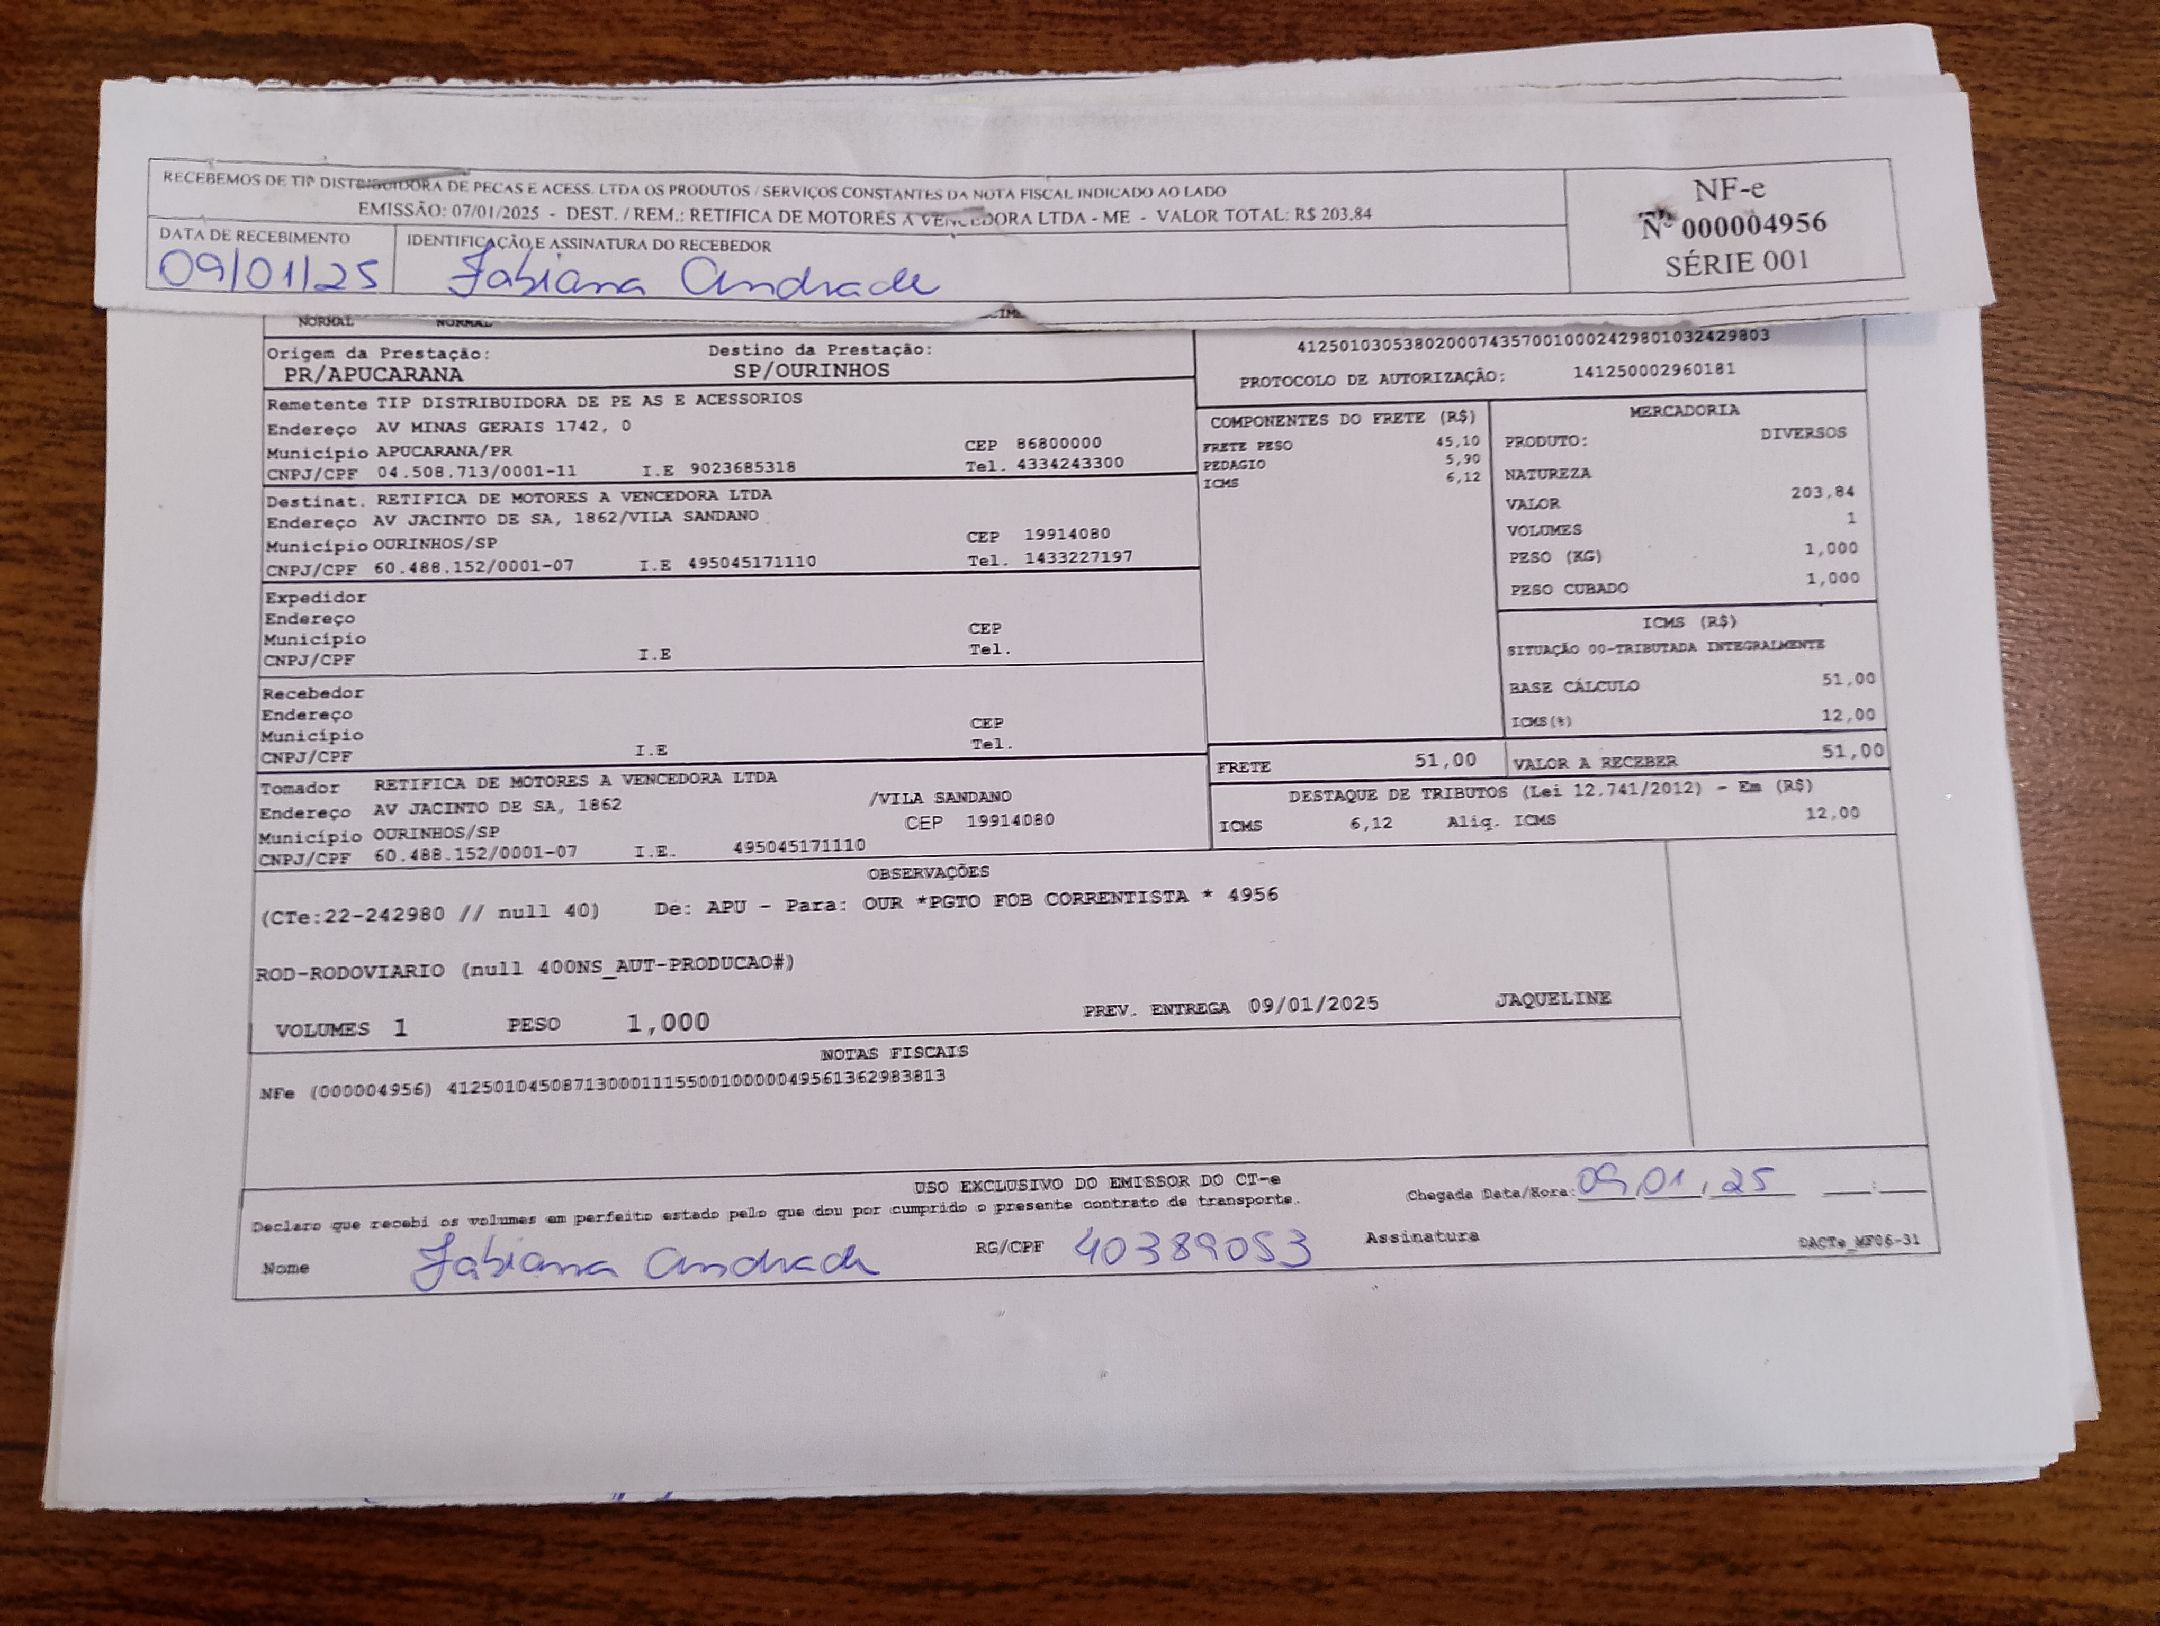 RECEBEMOS DE TIP DISTRIBUIDORA DE PECAS E ACESS. LTDA OS PRODUTOS / SERVIÇOS CONSTANTES DA NOTA FISCAL INDICADO AO LADO
EMISSÃO: 07/01/2025 - DEST. / REM.: RETIFICA DE MOTORES A VENCEDORA LTDA - ME - VALOR TOTAL: R$ 203,84
DATA DE RECEBIMENTO
09/01/25
IDENTIFICAÇÃO E ASSINATURA DO RECEBEDOR
Fabiana Andrade
NF-e
Nº 000004956
SÉRIE 001
NORMAL NORMAL
Origem da Prestação: Destino da Prestação:
PR/APUCARANA SP/OURINHOS
41250103053802000743570010002429801032429803
PROTOCOLO DE AUTORIZAÇÃO: 141250002960181
Remetente TIP DISTRIBUIDORA DE PE AS E ACESSORIOS
Endereço AV MINAS GERAIS 1742, 0
Município APUCARANA/PR CEP 86800000
CNPJ/CPF 04.508.713/0001-11 I.E 9023685318 Tel. 4334243300
Destinat. RETIFICA DE MOTORES A VENCEDORA LTDA
Endereço AV JACINTO DE SA, 1862/VILA SANDANO
Município OURINHOS/SP CEP 19914080
CNPJ/CPF 60.488.152/0001-07 I.E 495045171110 Tel. 1433227197
Expedidor
Endereço
Município CEP
CNPJ/CPF I.E Tel.
Recebedor
Endereço
Município CEP
CNPJ/CPF I.E Tel.
Tomador RETIFICA DE MOTORES A VENCEDORA LTDA
Endereço AV JACINTO DE SA, 1862 /VILA SANDANO
Município OURINHOS/SP CEP 19914080
CNPJ/CPF 60.488.152/0001-07 I.E. 495045171110
COMPONENTES DO FRETE (R$)
FRETE PESO 45,10
PEDAGIO 5,90
ICMS 6,12
MERCADORIA
PRODUTO: DIVERSOS
NATUREZA
VALOR 203,84
VOLUMES 1
PESO (KG) 1,000
PESO CUBADO 1,000
ICMS (R$)
SITUAÇÃO 00-TRIBUTADA INTEGRALMENTE
BASE CÁLCULO 51,00
ICMS(%) 12,00
FRETE 51,00 VALOR A RECEBER 51,00
DESTAQUE DE TRIBUTOS (Lei 12.741/2012) - Em (R$)
ICMS 6,12 Aliq. ICMS 12,00
OBSERVAÇÕES
(CTe:22-242980 // null 40) De: APU - Para: OUR *PGTO FOB CORRENTISTA * 4956
ROD-RODOVIARIO (null 400NS_AUT-PRODUCAO#)
VOLUMES 1 PESO 1,000 PREV. ENTREGA 09/01/2025 JAQUELINE
NOTAS FISCAIS
NFe (000004956) 41250104508713000111550010000049561362983813
USO EXCLUSIVO DO EMISSOR DO CT-e
Declaro que recebi os volumes em perfeito estado pelo que dou por cumprido o presente contrato de transporte. Chegada Data/Hora: 09/01/25 __:__
Nome Fabiana Andrade RG/CPF 40389053 Assinatura
DACTe_MF06-31